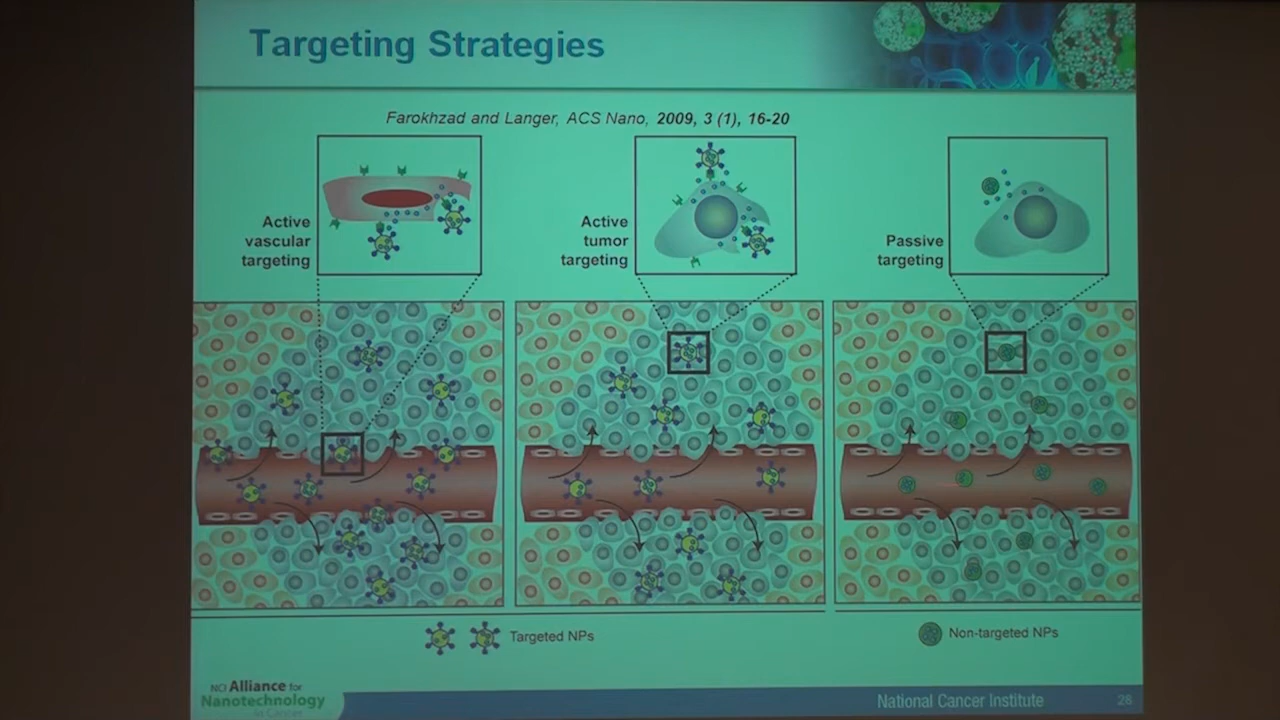 Targeting Strategies
Farokhzad and Langer, ACS Nano, 2009, 3 (1), 16-20
Active
vascular
targeting
Active
tumor
targeting
Passive
targeting
Targeted NPs
Non-targeted NPs
NCI Alliance for
Nanotechnology
in Cancer
National Cancer Institute
28